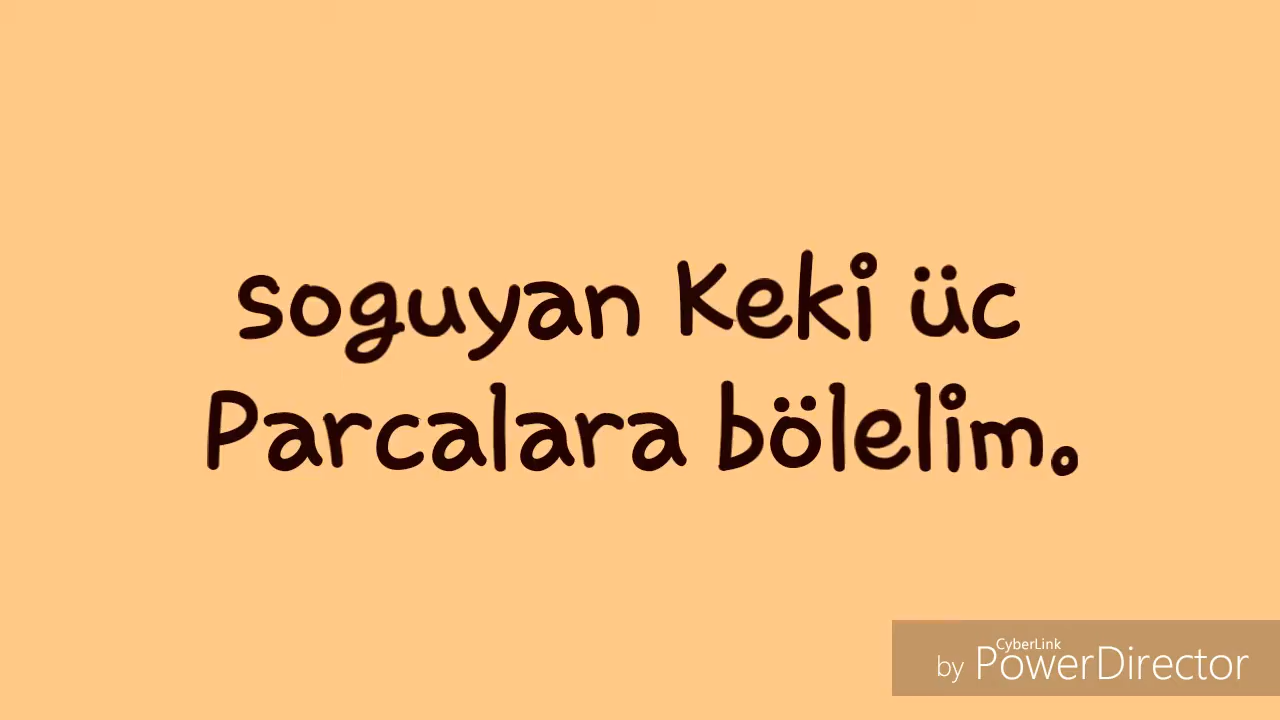 soguyan Keki üc
Parcalara bölelim.
CyberLink
by PowerDirector